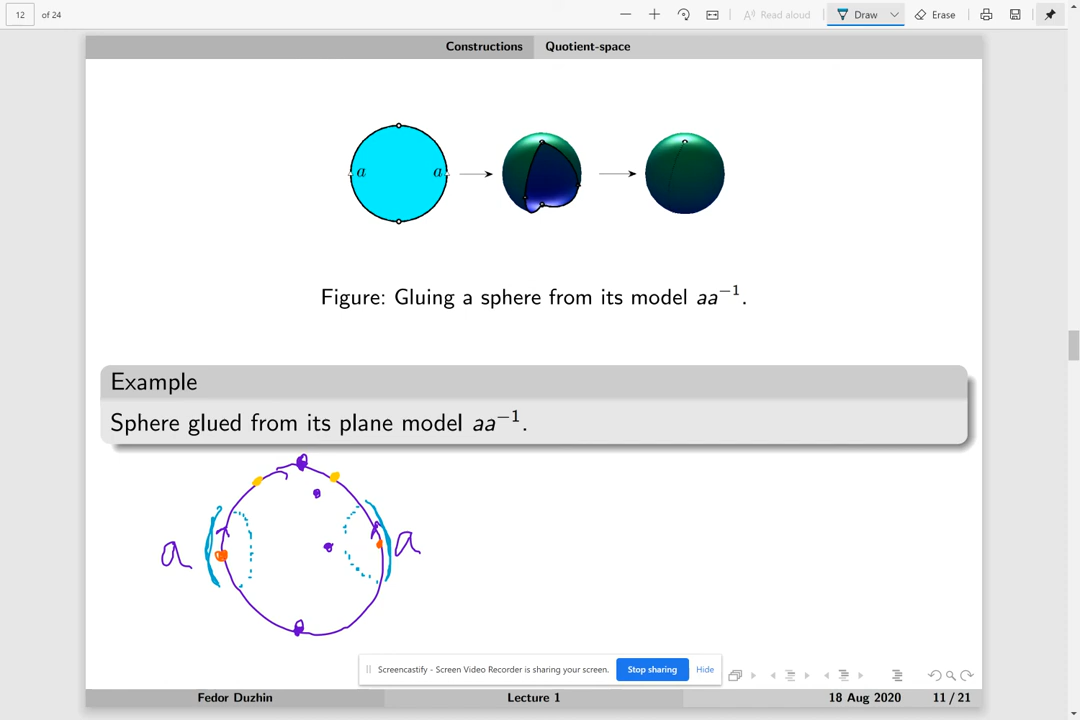 12 of 24
Read aloud
Draw
Erase
Constructions Quotient-space
a a
Figure: Gluing a sphere from its model aa⁻¹.
Example
Sphere glued from its plane model aa⁻¹.
a a
Screencastify - Screen Video Recorder is sharing your screen. Stop sharing Hide
Fedor Duzhin Lecture 1 18 Aug 2020 11 / 21